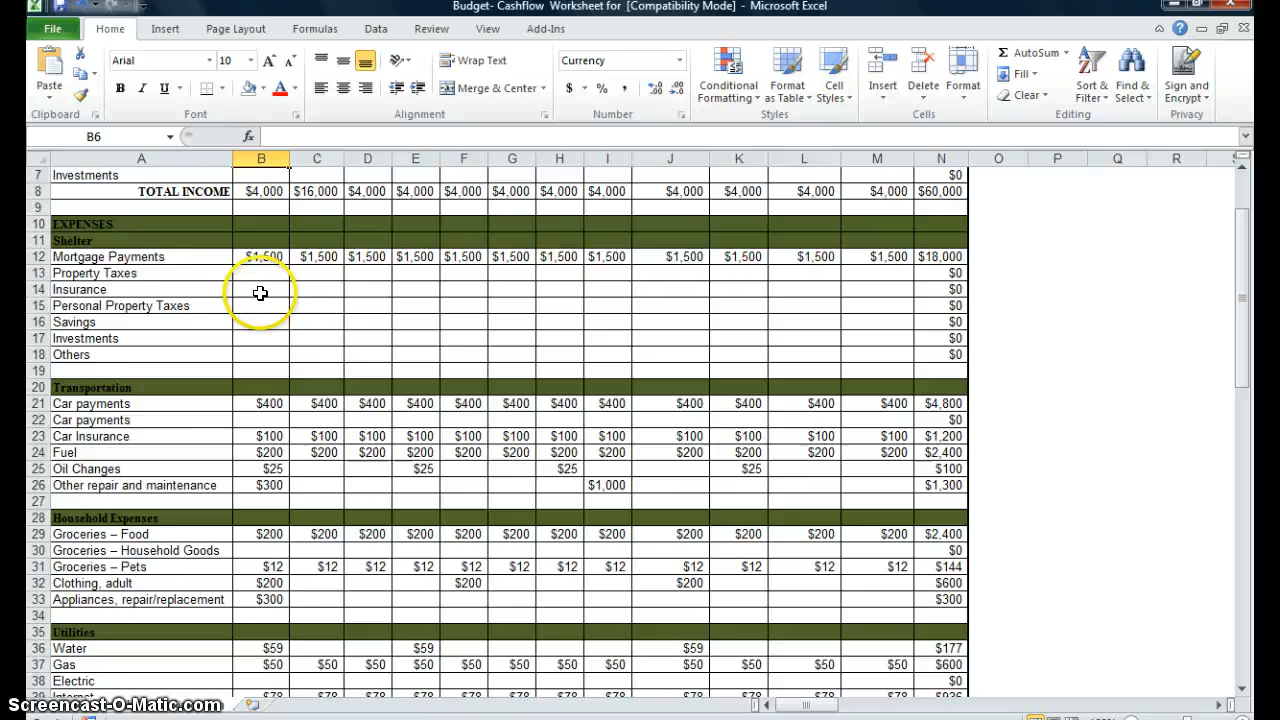 Budget- Cashflow Worksheet for [Compatibility Mode] - Microsoft Excel
File Home Insert Page Layout Formulas Data Review View Add-Ins
Arial 10 Wrap Text Currency AutoSum
Paste Conditional Formatting Format as Table Cell Styles Insert Delete Format Fill Sort & Filter Find & Select Sign and Encrypt
B I U Merge & Center $ % , Clear
Clipboard Font Alignment Number Styles Cells Editing Privacy
B6 fx
A B C D E F G H I J K L M N O P Q R
7 Investments $0
8 TOTAL INCOME $4,000 $16,000 $4,000 $4,000 $4,000 $4,000 $4,000 $4,000 $4,000 $4,000 $4,000 $4,000 $60,000
9
10 EXPENSES
11 Shelter
12 Mortgage Payments $1,500 $1,500 $1,500 $1,500 $1,500 $1,500 $1,500 $1,500 $1,500 $1,500 $1,500 $1,500 $18,000
13 Property Taxes $0
14 Insurance $0
15 Personal Property Taxes $0
16 Savings $0
17 Investments $0
18 Others $0
19
20 Transportation
21 Car payments $400 $400 $400 $400 $400 $400 $400 $400 $400 $400 $400 $400 $4,800
22 Car payments $0
23 Car Insurance $100 $100 $100 $100 $100 $100 $100 $100 $100 $100 $100 $100 $1,200
24 Fuel $200 $200 $200 $200 $200 $200 $200 $200 $200 $200 $200 $200 $2,400
25 Oil Changes $25 $25 $25 $25 $100
26 Other repair and maintenance $300 $1,000 $1,300
27
28 Household Expenses
29 Groceries – Food $200 $200 $200 $200 $200 $200 $200 $200 $200 $200 $200 $200 $2,400
30 Groceries – Household Goods $0
31 Groceries – Pets $12 $12 $12 $12 $12 $12 $12 $12 $12 $12 $12 $12 $144
32 Clothing, adult $200 $200 $200 $600
33 Appliances, repair/replacement $300 $300
34
35 Utilities
36 Water $59 $59 $59 $177
37 Gas $50 $50 $50 $50 $50 $50 $50 $50 $50 $50 $50 $50 $600
38 Electric $0
39 Internet $78 $78 $78 $78 $78 $78 $78 $78 $78 $78 $78 $78 $936
Screencast-O-Matic.com